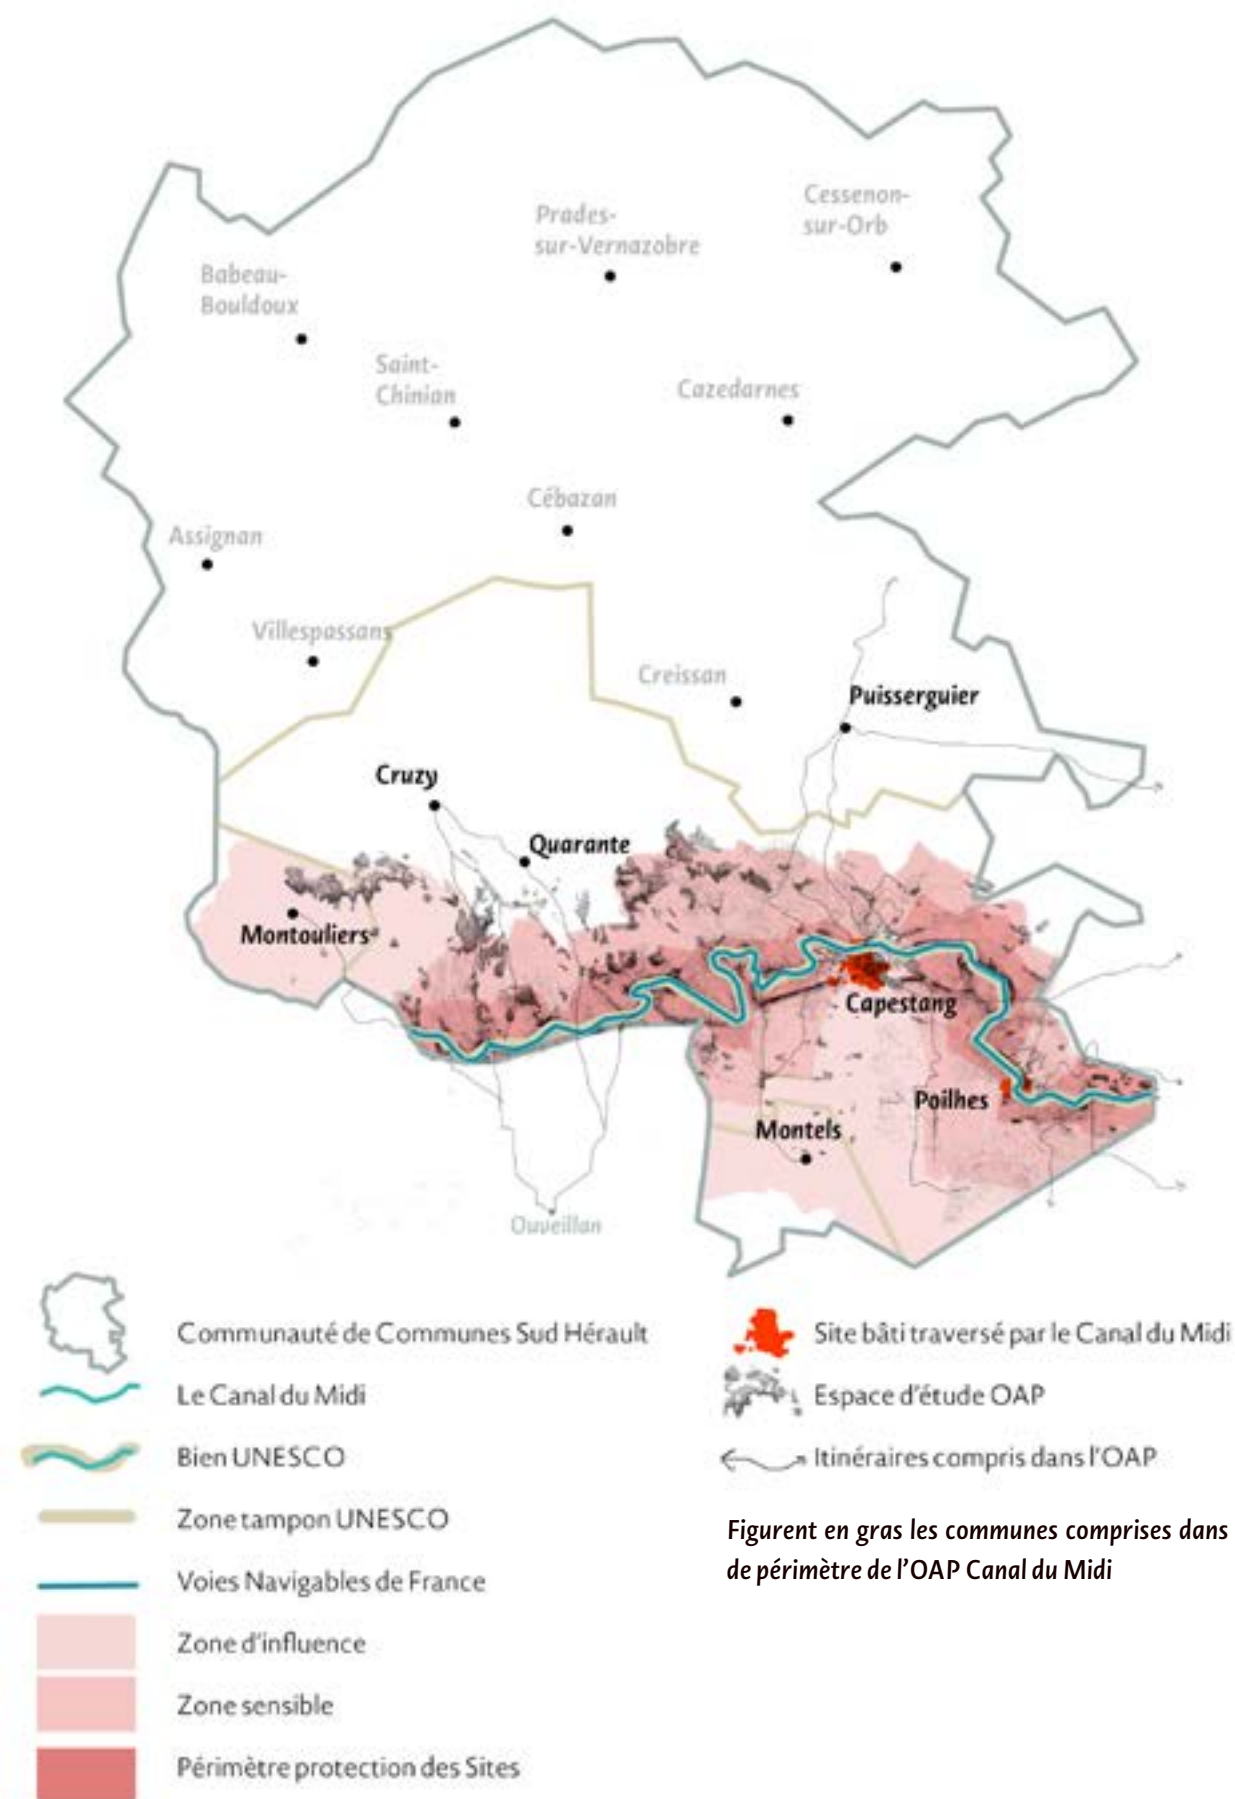 Cessenon-
sur-Orb
Prades-
sur-Vernazobre
Babeau-
Bouldoux
Saint-
Chinian
Cazedarnes
Cébazan
Assignan
Villespassans
Creissan
Puisserguier
Cruzy
Quarante
Montouliers
Capestang
Poilhes
Montels
Ouveillan
Communauté de Communes Sud Hérault
Le Canal du Midi
Bien UNESCO
Zone tampon UNESCO
Voies Navigables de France
Zone d'influence
Zone sensible
Périmètre protection des Sites
Site bâti traversé par le Canal du Midi
Espace d'étude OAP
Itinéraires compris dans l'OAP
Figurent en gras les communes comprises dans
de périmètre de l'OAP Canal du Midi